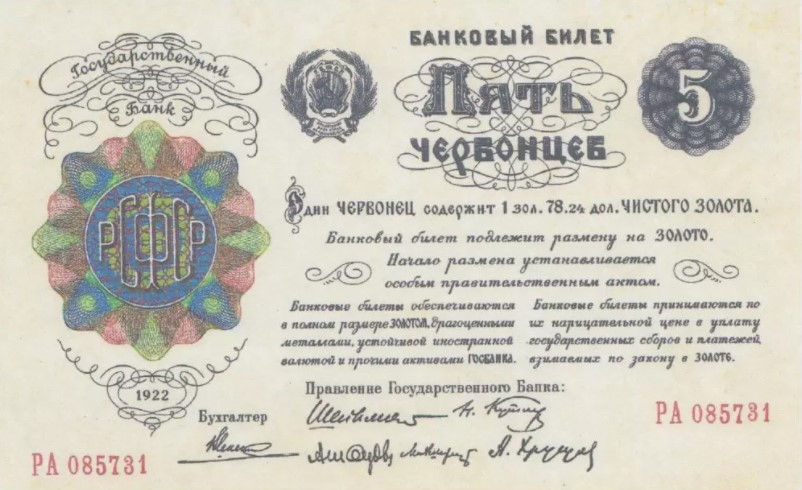 Государственный
Банк
БАНКОВЫЙ БИЛЕТ
Пять
ЧЕРВОНЦЕВ
5
РСФСР
Один ЧЕРВОНЕЦ содержит 1 зол. 78.24 дол. ЧИСТОГО ЗОЛОТА.
Банковый билет подлежит размену на ЗОЛОТО.
Начало размена устанавливается
особым правительственным актом.
Банковые билеты обеспечиваются
в полном размере ЗОЛОТОМ, драгоценными
металлами, устойчивой иностранной
валютой и прочими активами ГОСБАНКА.
Банковые билеты принимаются по
их нарицательной цене в уплату
государственных сборов и платежей,
взимаемых по закону в ЗОЛОТЕ.
1922
Правление Государственного Банка:
Бухгалтер
РА 085731
РА 085731